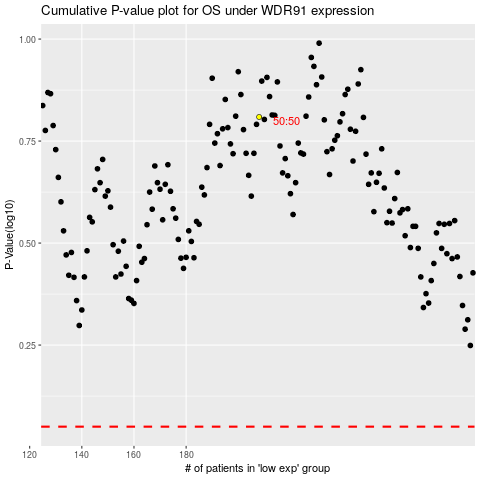 Cumulative P-value plot for OS under WDR91 expression
1.00
0.75
0.50
0.25
P-Value(log10)
50:50
120 140 160 180
# of patients in 'low exp' group